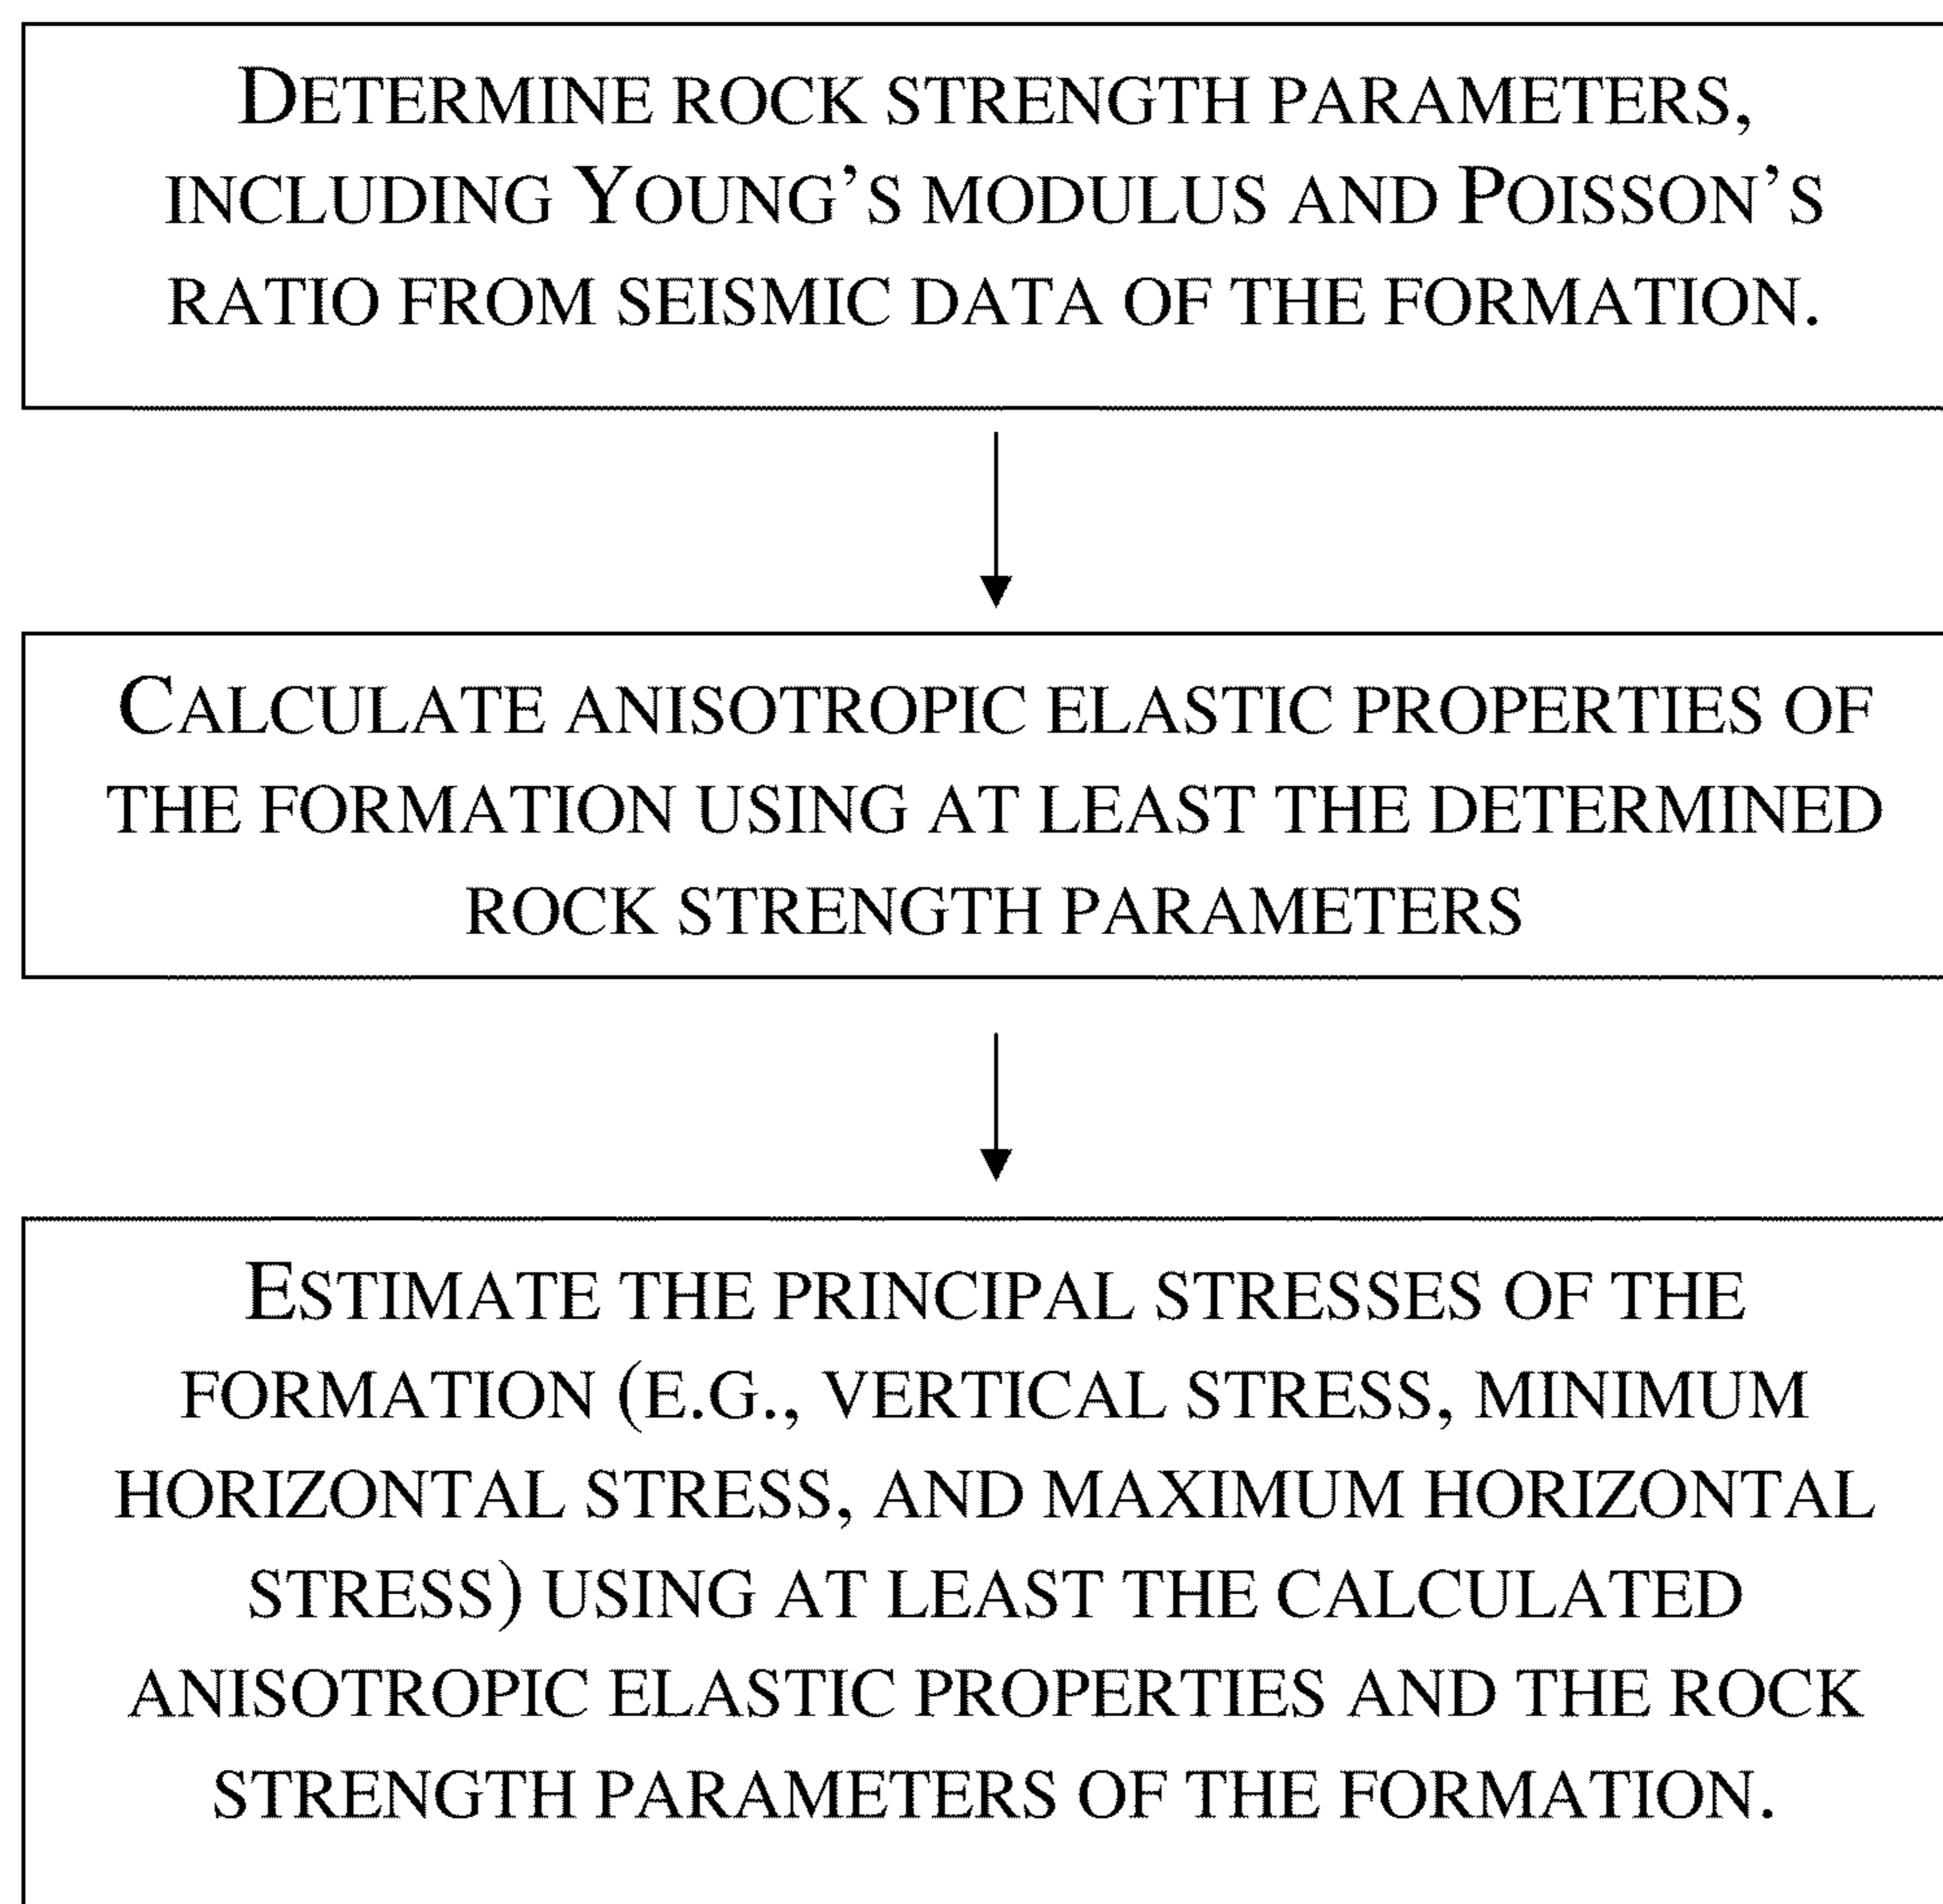 DETERMINE ROCK STRENGTH PARAMETERS,
INCLUDING YOUNG'S MODULUS AND POISSON'S
RATIO FROM SEISMIC DATA OF THE FORMATION.
CALCULATE ANISOTROPIC ELASTIC PROPERTIES OF
THE FORMATION USING AT LEAST THE DETERMINED
ROCK STRENGTH PARAMETERS
ESTIMATE THE PRINCIPAL STRESSES OF THE
FORMATION (E.G., VERTICAL STRESS, MINIMUM
HORIZONTAL STRESS, AND MAXIMUM HORIZONTAL
STRESS) USING AT LEAST THE CALCULATED
ANISOTROPIC ELASTIC PROPERTIES AND THE ROCK
STRENGTH PARAMETERS OF THE FORMATION.